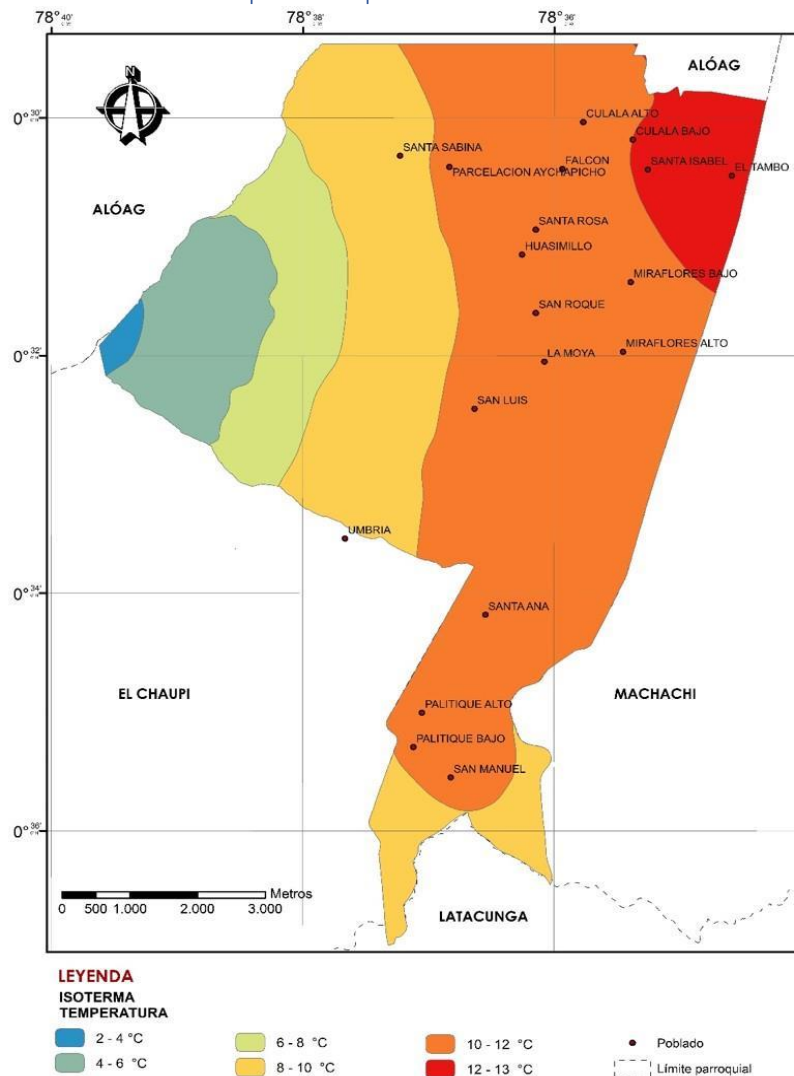 78° 40'
78° 38'
78° 36'
N
ALÓAG
0° 30'
CULALA ALTO
CULALA BAJO
SANTA SABINA
FALCON
SANTA ISABEL
PARCELACION AYCHAPICHO
EL TAMBO
ALÓAG
SANTA ROSA
HUASIMILLO
MIRAFLORES BAJO
SAN ROQUE
0° 32'
LA MOYA
MIRAFLORES ALTO
SAN LUIS
UMBRIA
0° 34'
SANTA ANA
EL CHAUPI
MACHACHI
PALITIQUE ALTO
PALITIQUE BAJO
SAN MANUEL
0° 36'
Metros
0 500 1.000 2.000 3.000
LATACUNGA
LEYENDA
ISOTERMA
TEMPERATURA
2 - 4 °C
6 - 8 °C
10 - 12 °C
Poblado
4 - 6 °C
8 - 10 °C
12 - 13 °C
Límite parroquial